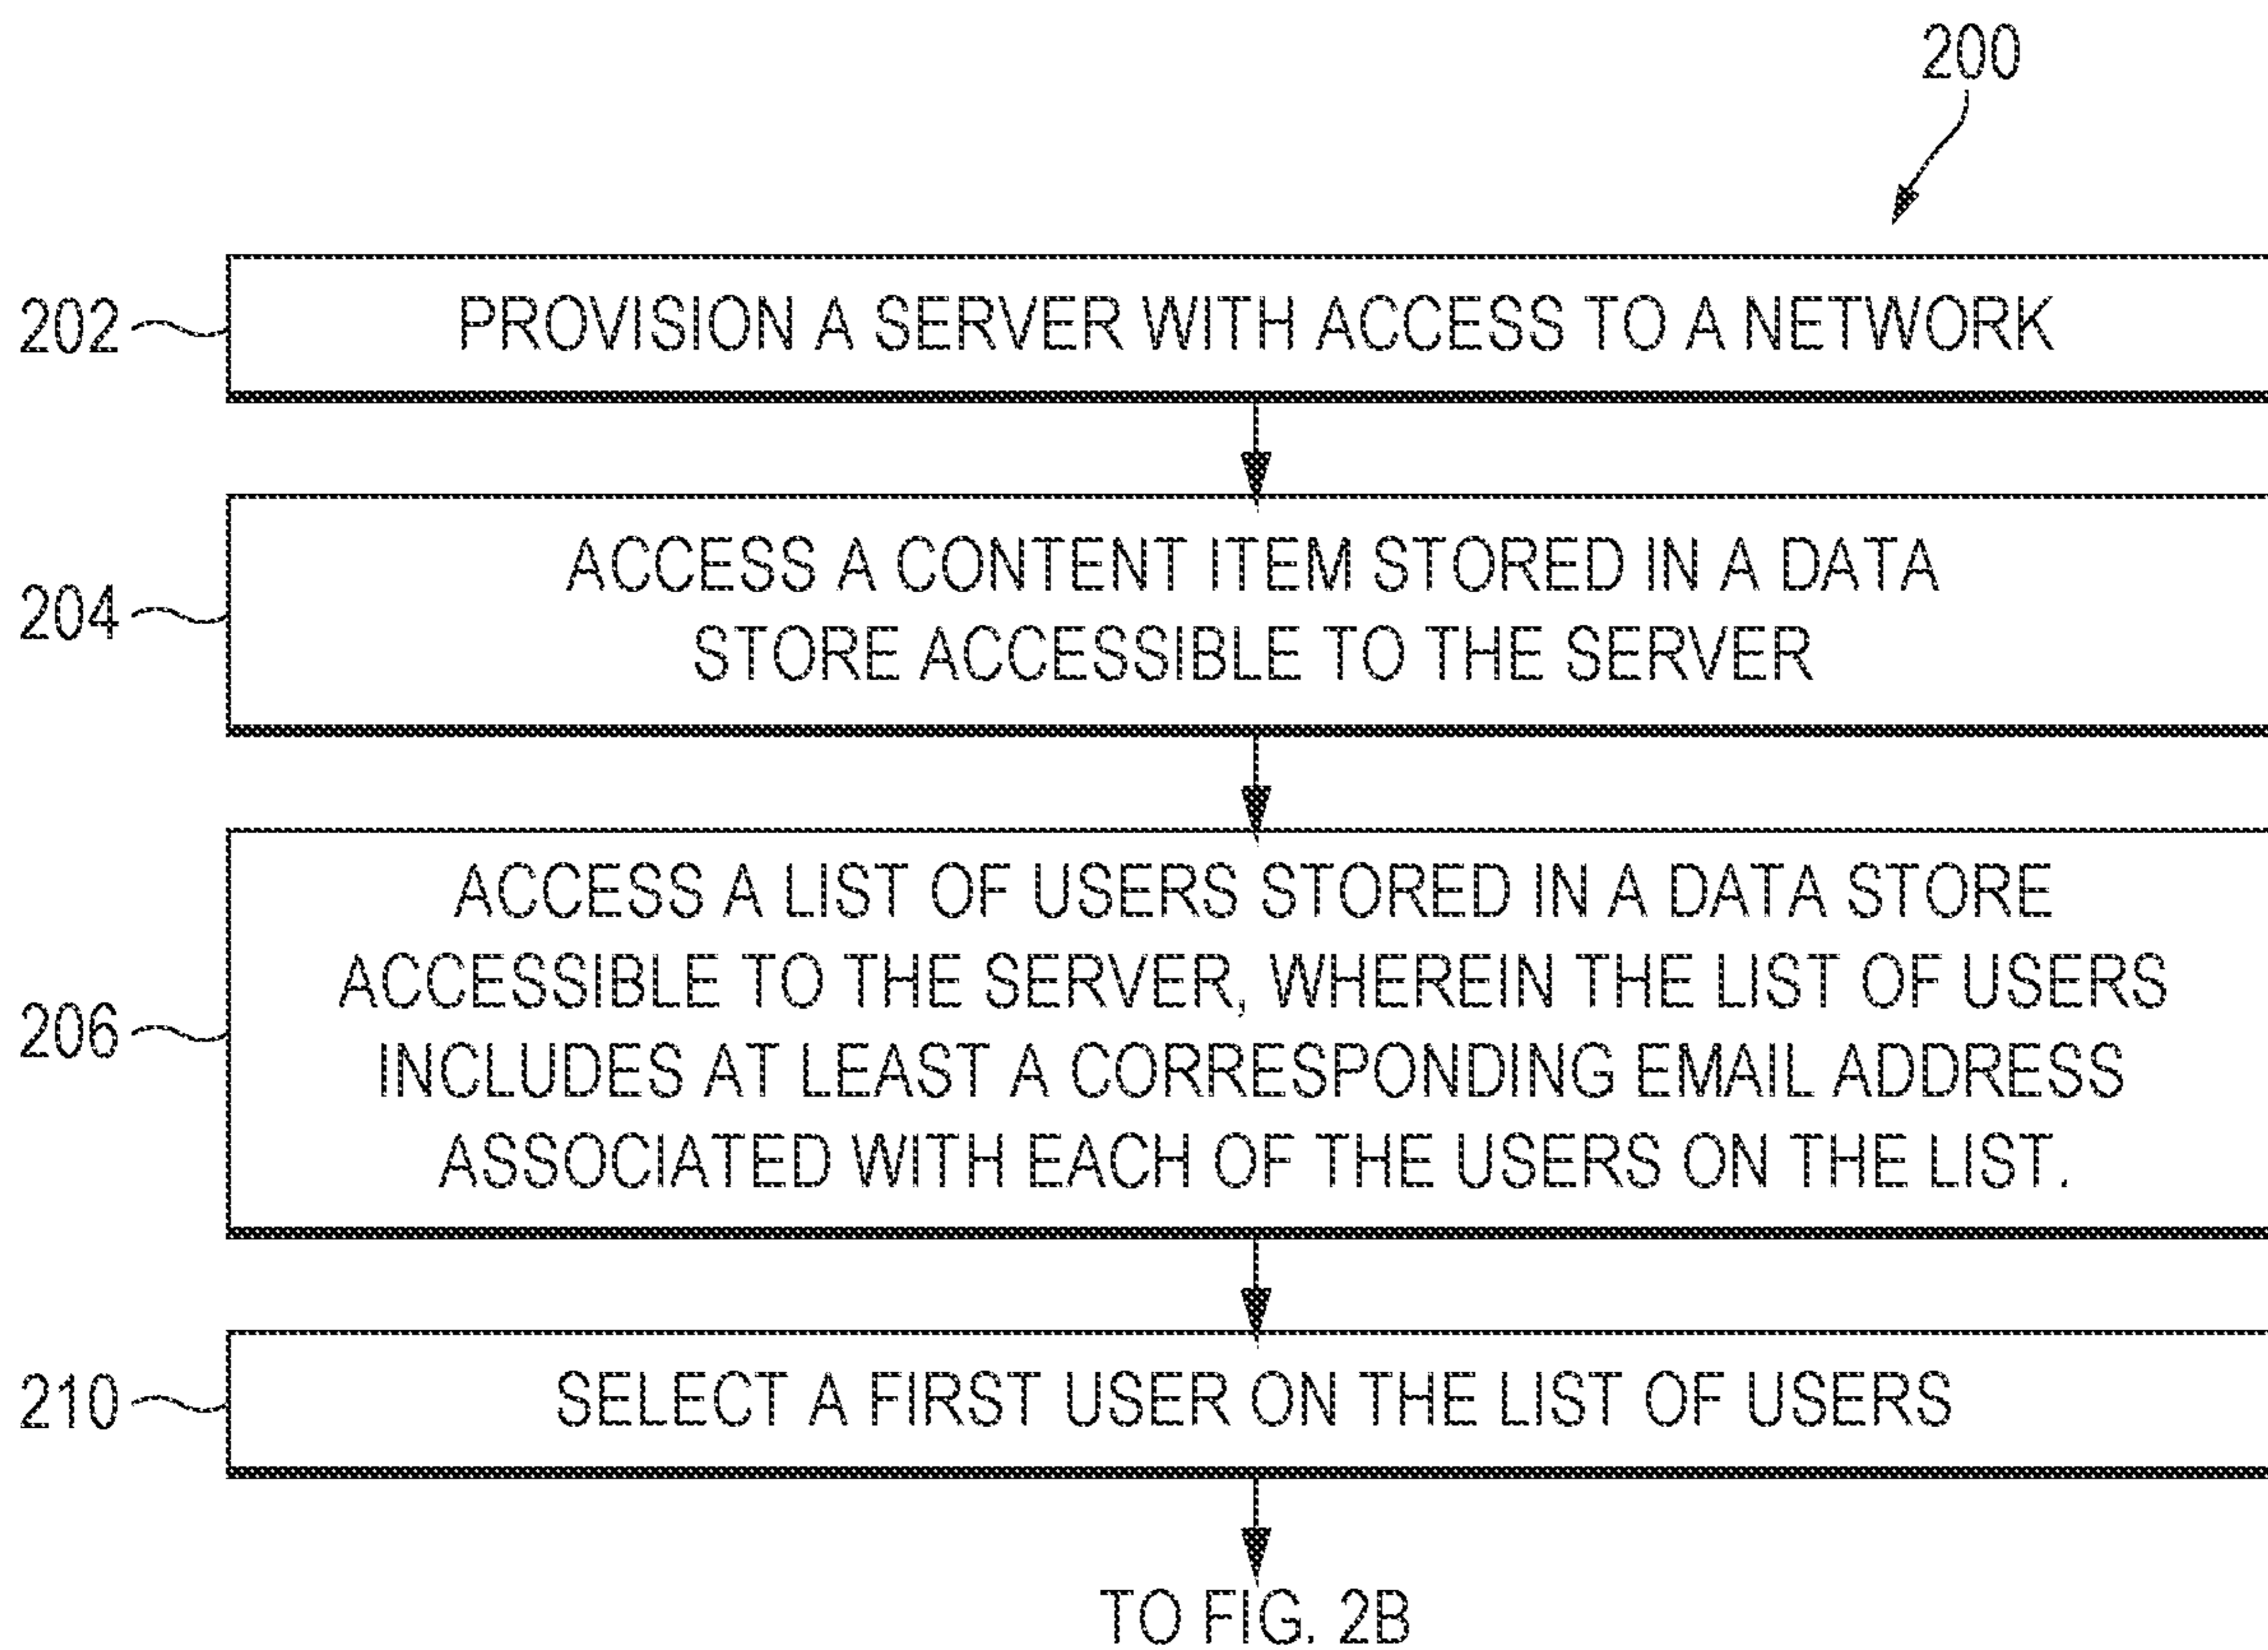 200
202
PROVISION A SERVER WITH ACCESS TO A NETWORK
204
ACCESS A CONTENT ITEM STORED IN A DATA
STORE ACCESSIBLE TO THE SERVER
206
ACCESS A LIST OF USERS STORED IN A DATA STORE
ACCESSIBLE TO THE SERVER, WHEREIN THE LIST OF USERS
INCLUDES AT LEAST A CORRESPONDING EMAIL ADDRESS
ASSOCIATED WITH EACH OF THE USERS ON THE LIST.
210
SELECT A FIRST USER ON THE LIST OF USERS
TO FIG. 2B